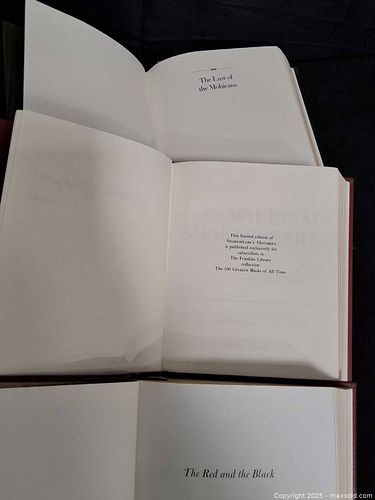 The Last of
the Mohicans
WILLIAM
This limited edition of
Shakespeare's Histories
is published exclusively for
subscribers to
The Franklin Library
collection
The 100 Greatest Books of All Time
The Red and the Black
Copyright 2025 - maxsold.com